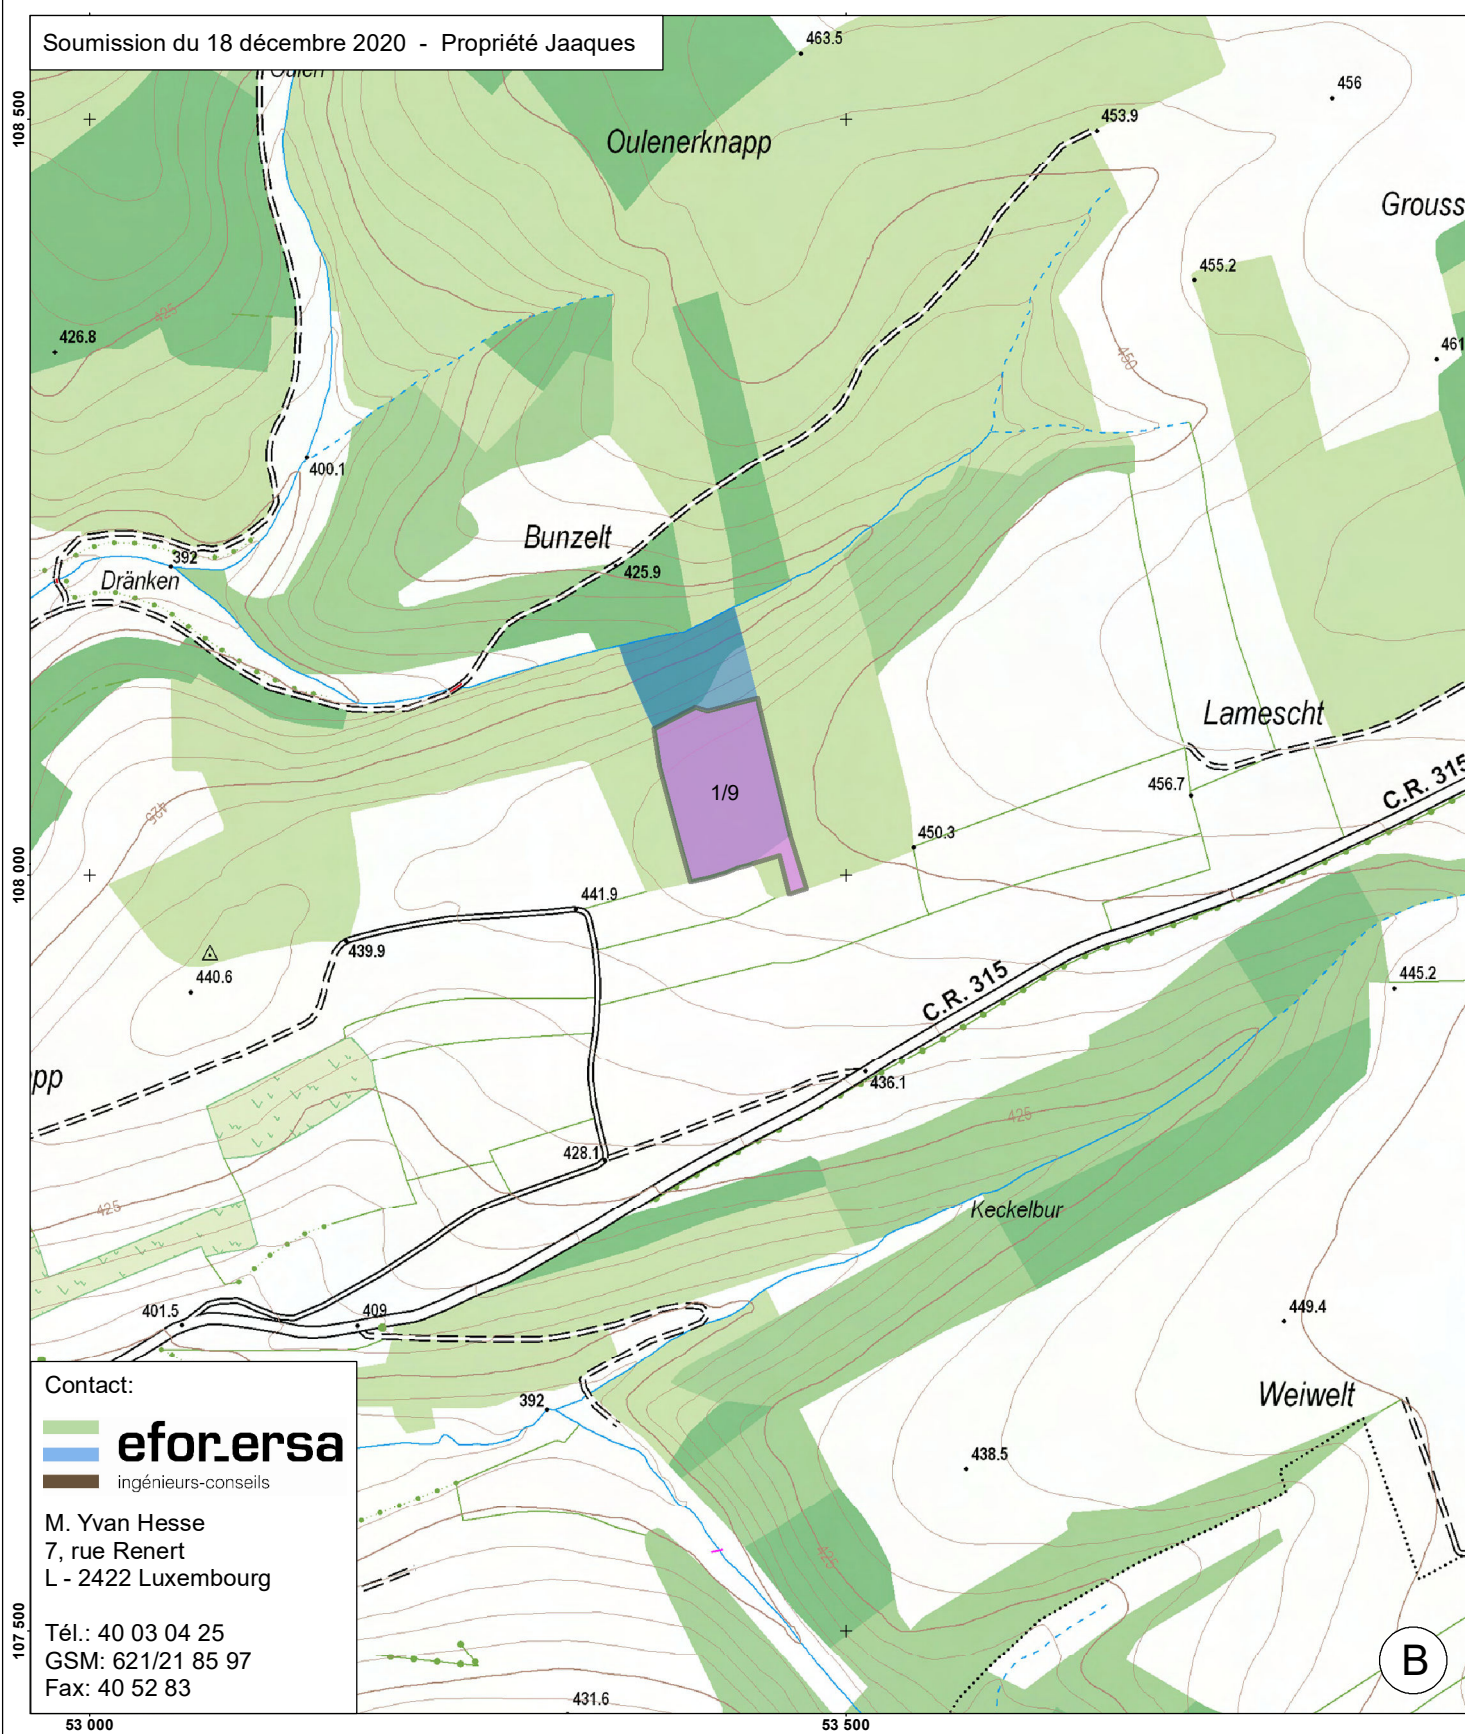 Soumission du 18 décembre 2020 - Propriété Jaaques
Oulen
463.5
456
108 500
453.9
Oulenerknapp
Grouss
455.2
425
426.8
450
461
400.1
Bunzelt
392
425.9
Dränken
Lamescht
C.R. 315
456.7
1/9
425
450.3
108 000
441.9
439.9
440.6
445.2
C.R. 315
pp
436.1
425
428.1
425
Keckelbur
401.5
409
449.4
Contact:
392
Weiwelt
efor_ersa
ingénieurs-conseils
438.5
M. Yvan Hesse
7, rue Renert
L - 2422 Luxembourg
425
Tél.: 40 03 04 25
GSM: 621/21 85 97
Fax: 40 52 83
107 500
B
431.6
53 000
53 500